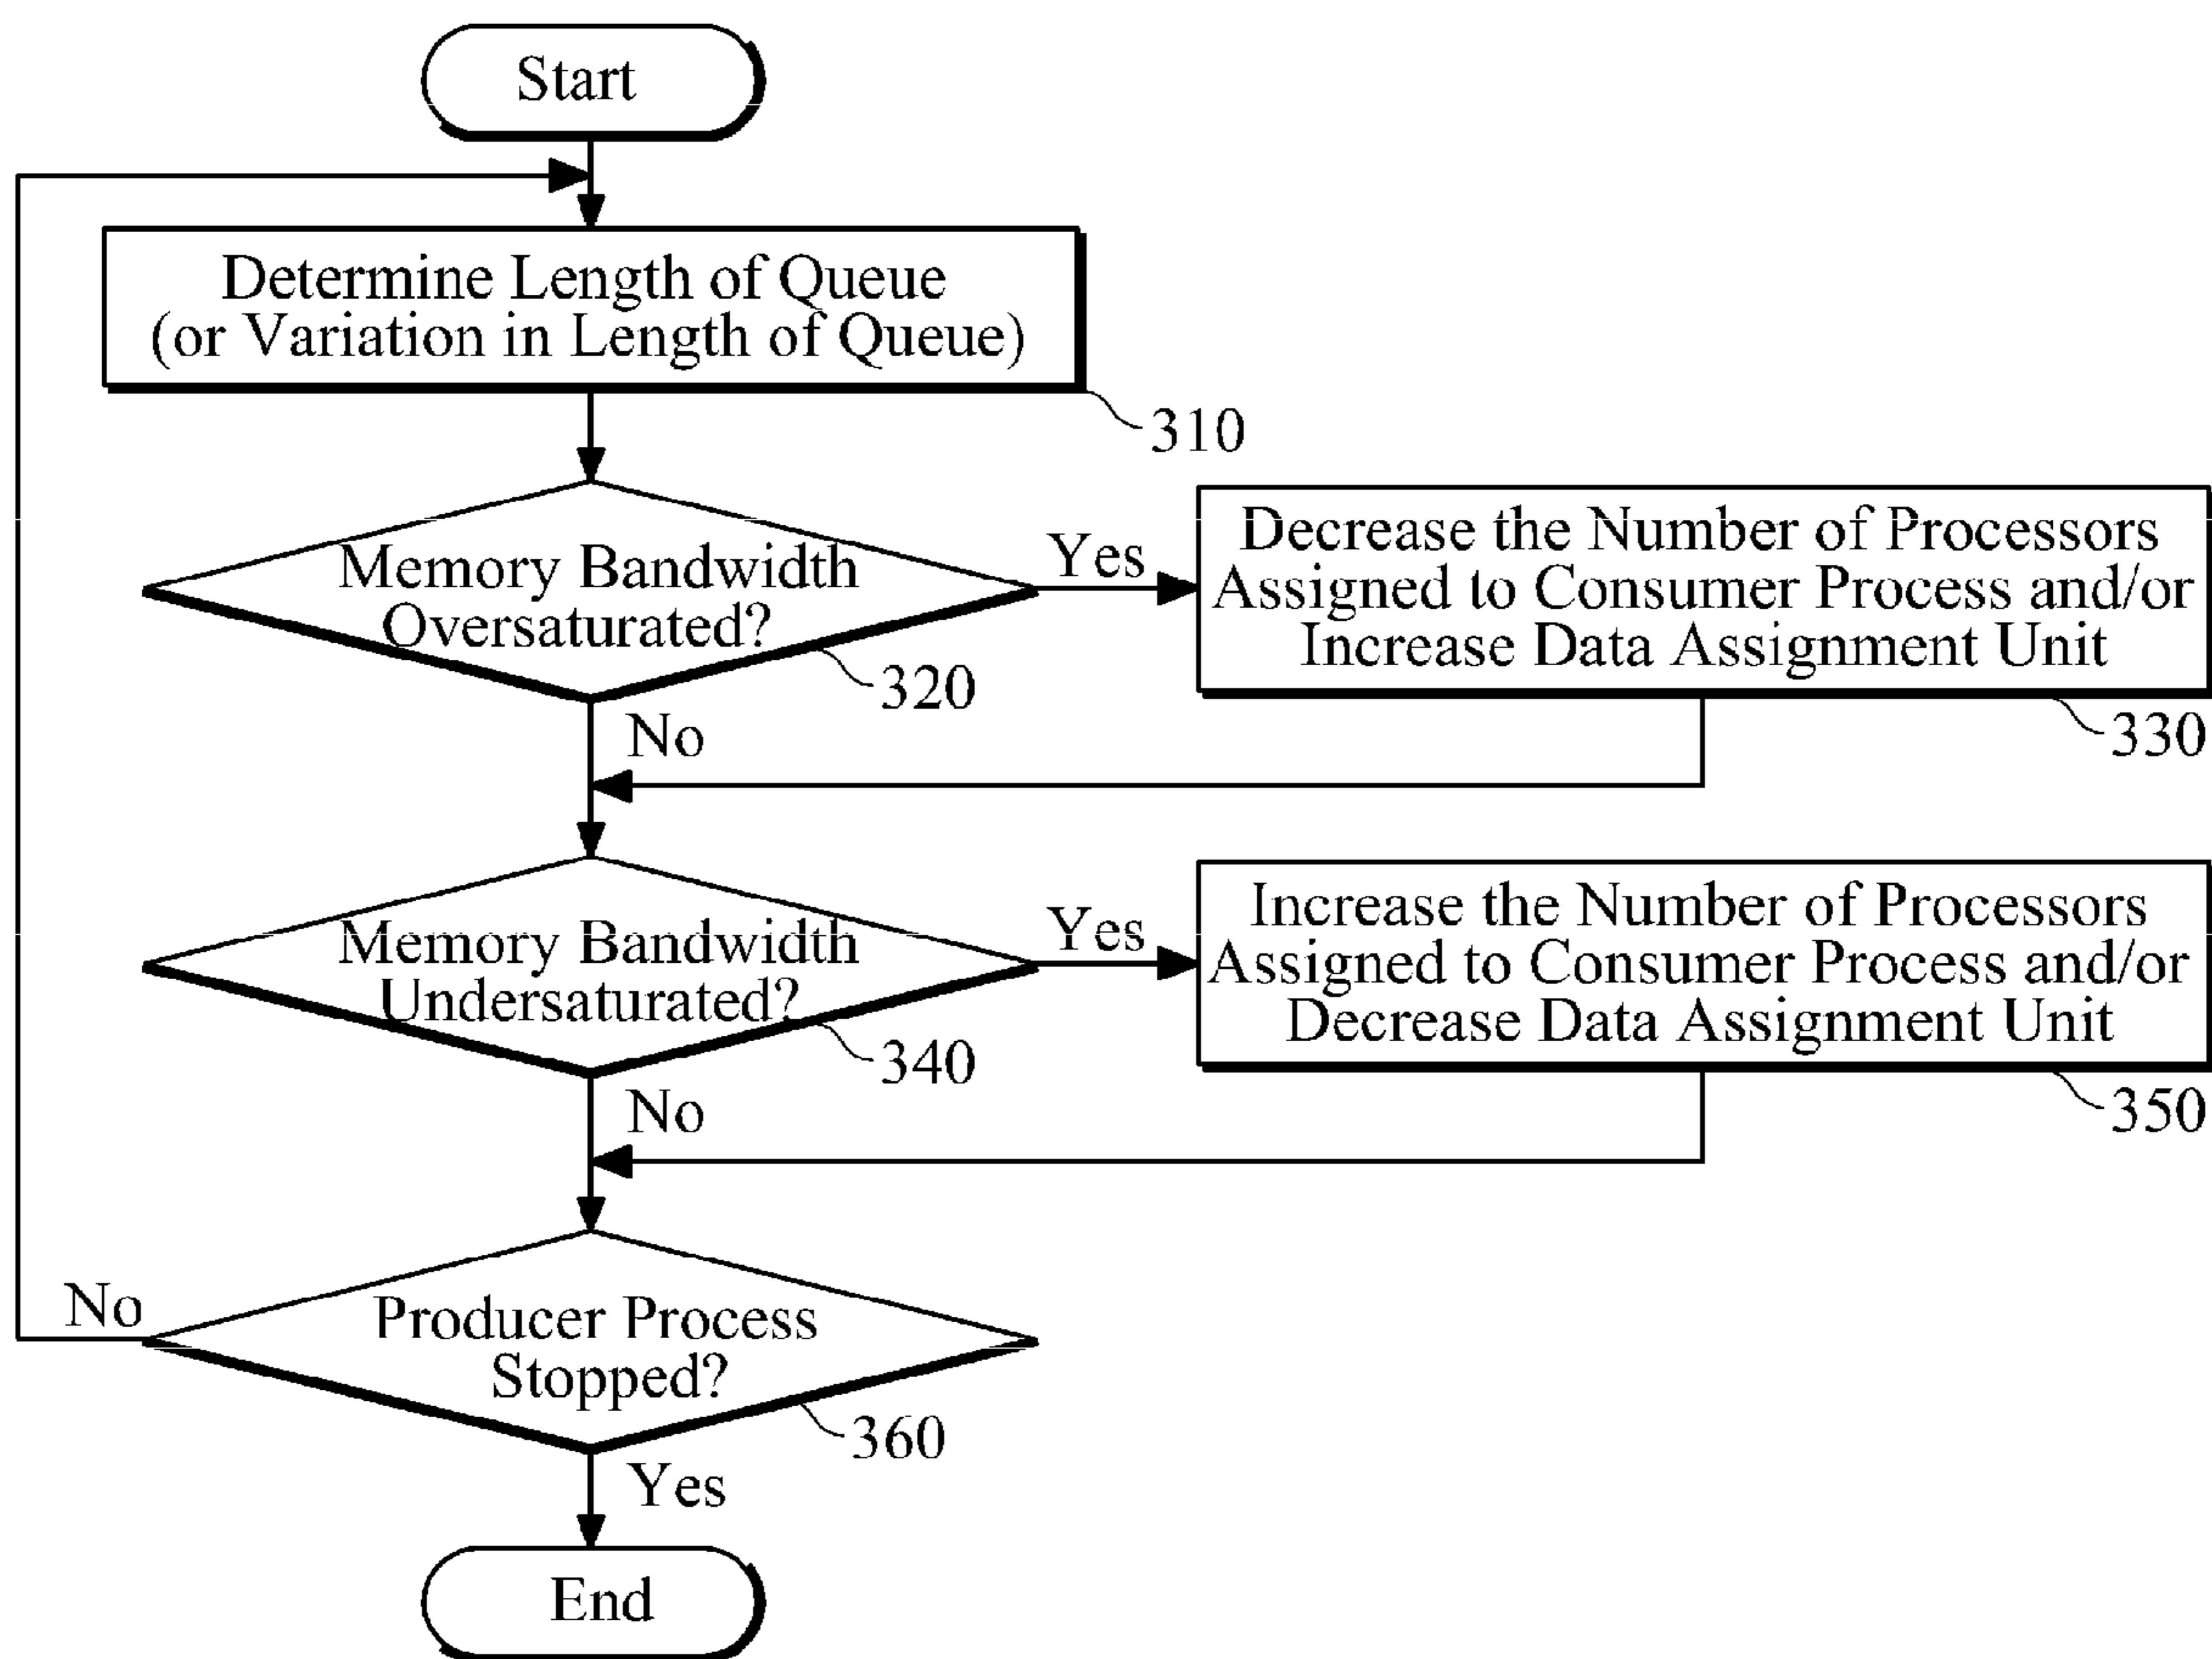 Start
Determine Length of Queue
(or Variation in Length of Queue)
310
Memory Bandwidth
Oversaturated?
320
Yes
Decrease the Number of Processors
Assigned to Consumer Process and/or
Increase Data Assignment Unit
330
No
Memory Bandwidth
Undersaturated?
340
Yes
Increase the Number of Processors
Assigned to Consumer Process and/or
Decrease Data Assignment Unit
350
No
Producer Process
Stopped?
360
No
Yes
End